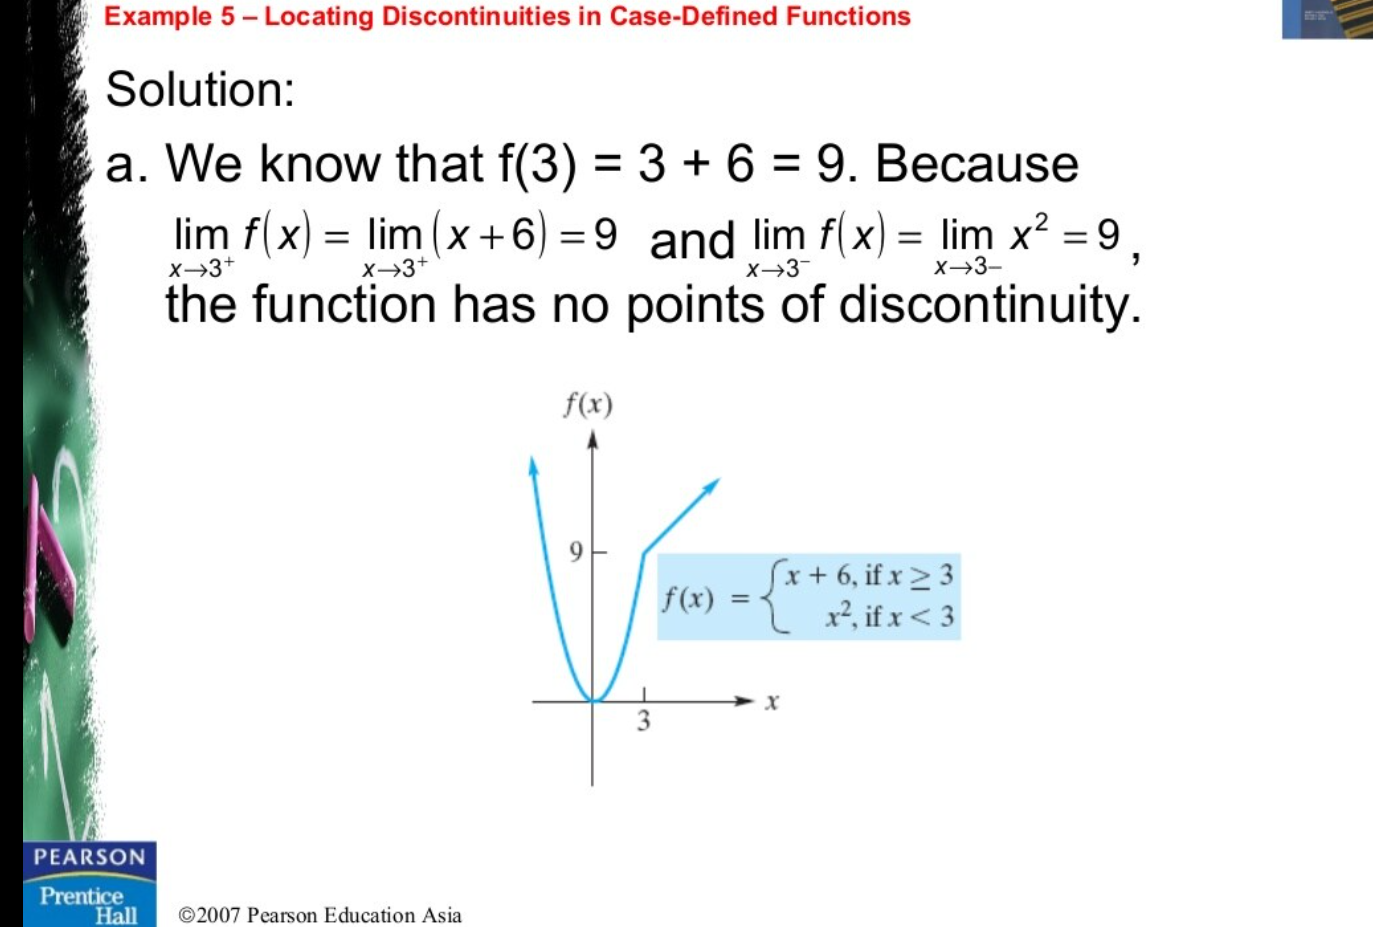 Example 5 – Locating Discontinuities in Case-Defined Functions
Solution:
a. We know that f(3) = 3 + 6 = 9. Because
lim f(x) = lim (x + 6) = 9 and lim f(x) = lim x² = 9 ,
x→3⁺ x→3⁺ x→3⁻ x→3–
the function has no points of discontinuity.
f(x)
9
f(x) = { x + 6, if x ≥ 3
x², if x < 3
x
3
PEARSON
Prentice
Hall
©2007 Pearson Education Asia